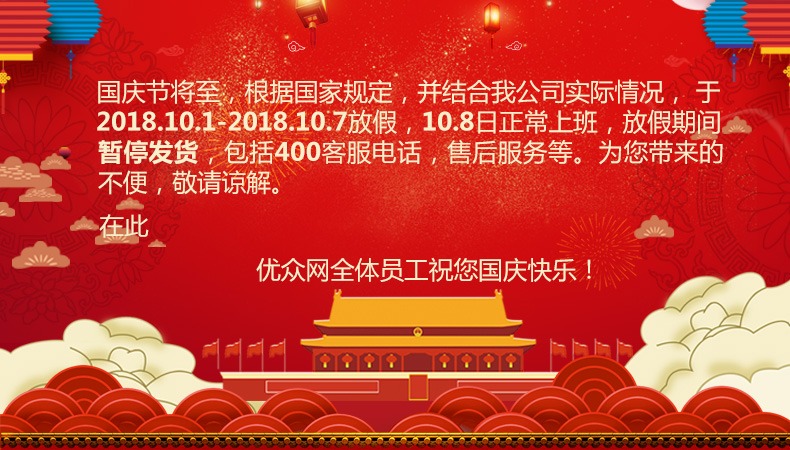 国庆节将至，根据国家规定，并结合我公司实际情况， 于
2018.10.1-2018.10.7放假，10.8日正常上班，放假期间
暂停发货，包括400客服电话，售后服务等。为您带来的
不便，敬请谅解。
在此
优众网全体员工祝您国庆快乐！